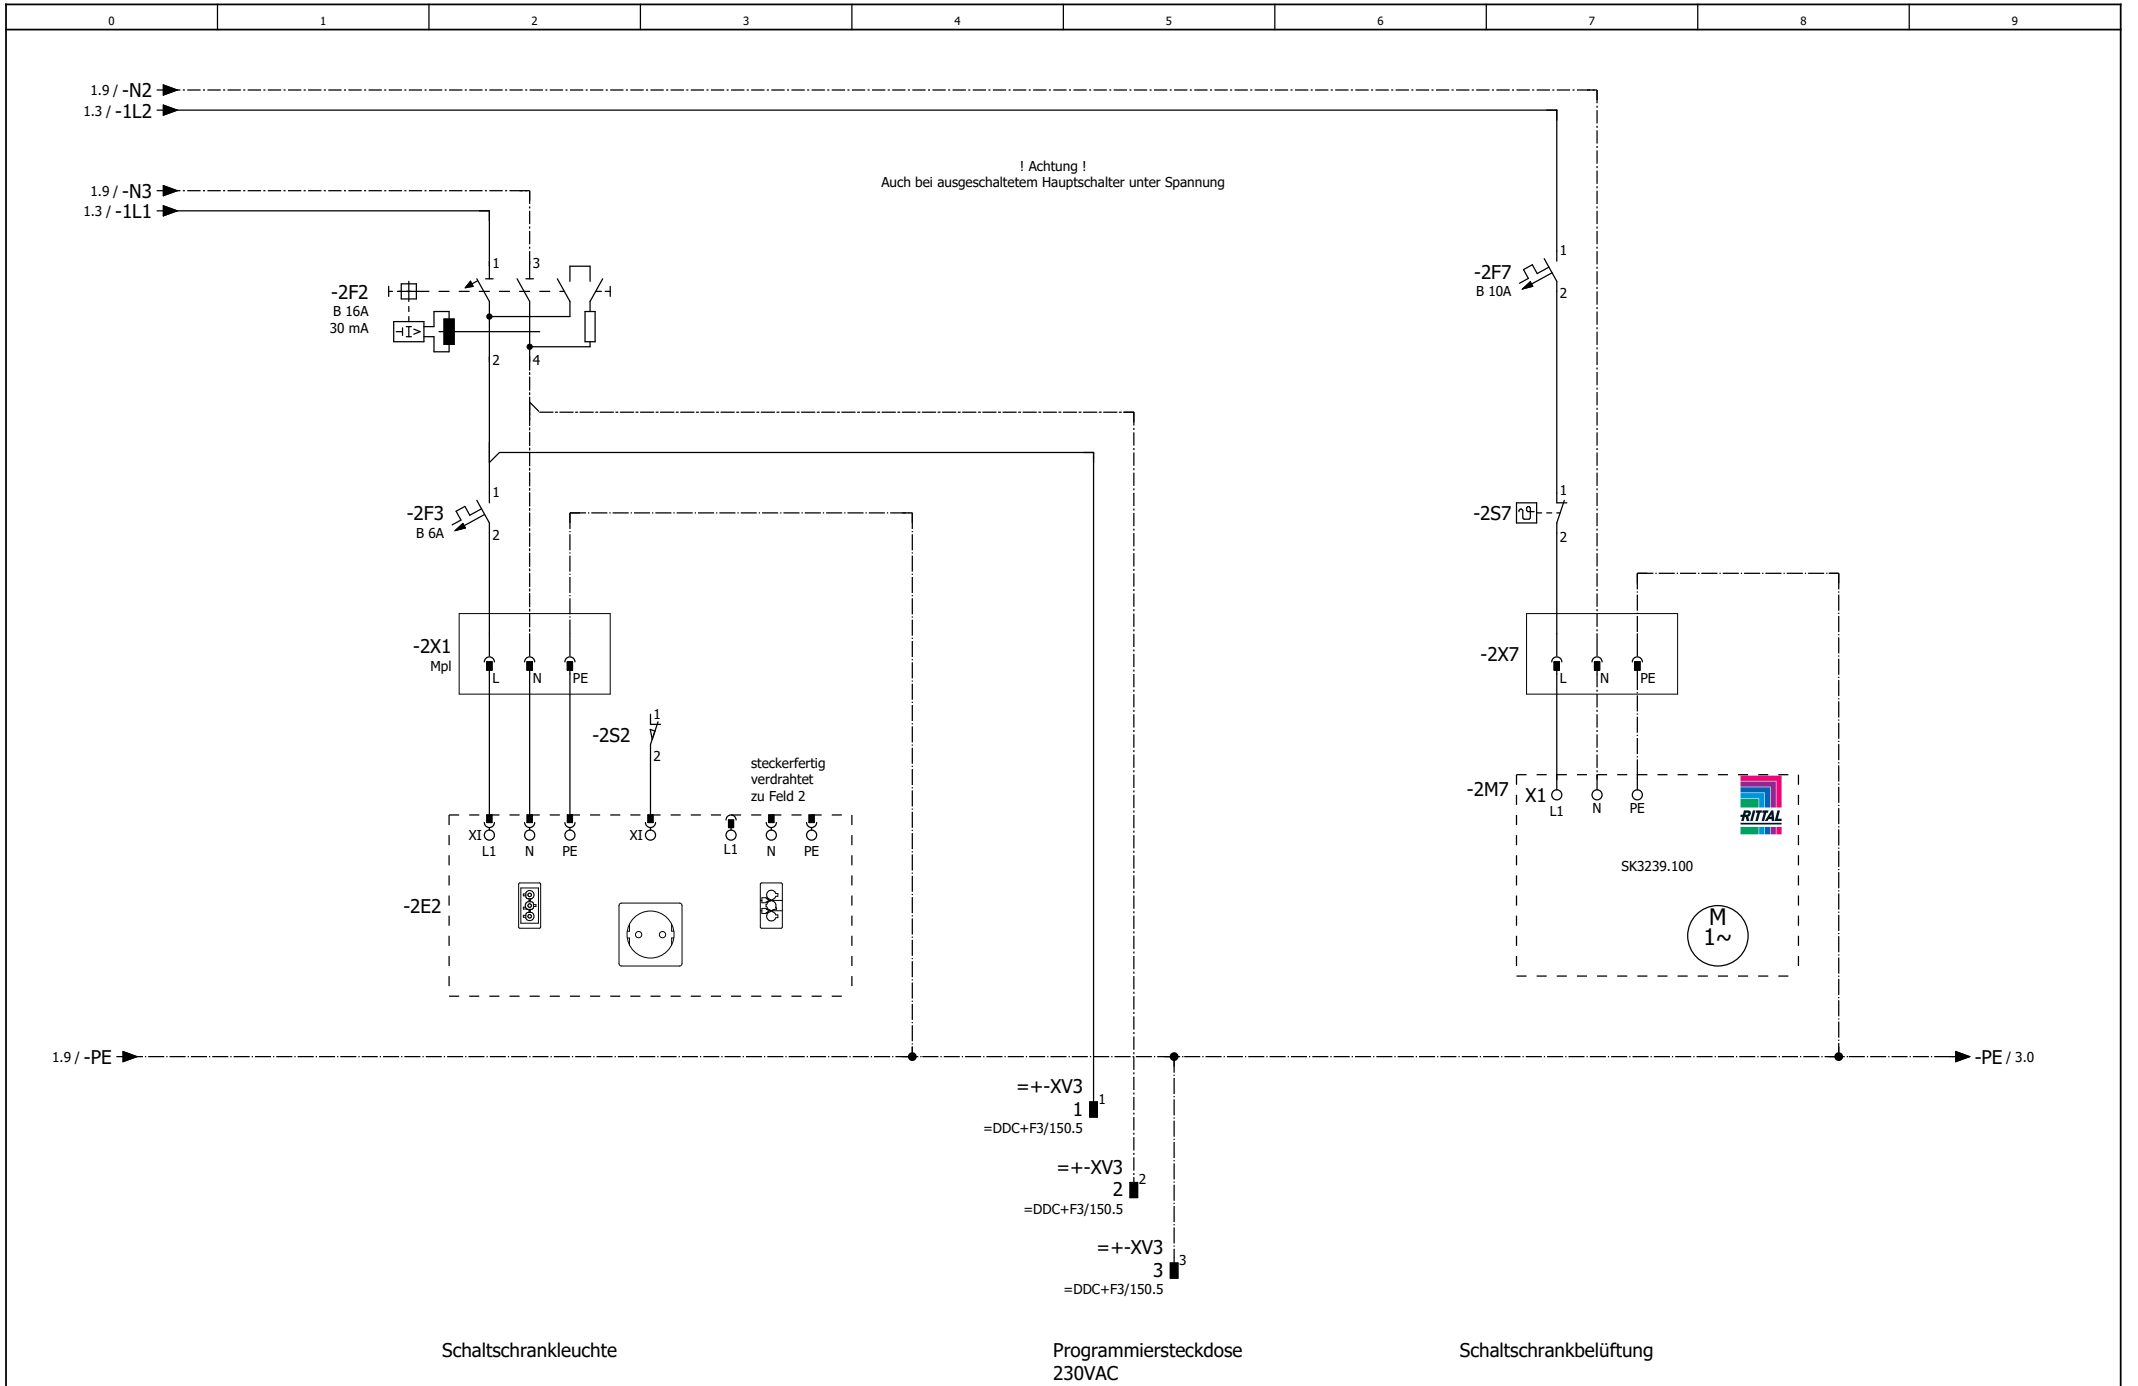 0 1 2 3 4 5 6 7 8 9
1.9 / -N2
1.3 / -1L2
! Achtung !
Auch bei ausgeschaltetem Hauptschalter unter Spannung
1.9 / -N3
1.3 / -1L1
1 3
-2F2
B 16A
30 mA
I>
2 4
1
-2F7
B 10A
2
1
-2F3
B 6A
2
1
-2S7
ϑ
2
-2X1
Mpl
L N PE
-2X7
L N PE
1
-2S2
2
steckerfertig
verdrahtet
zu Feld 2
-2M7
X1
L1 N PE
RITTAL
XI
L1 N PE
XI
L1 N PE
SK3239.100
-2E2
M
1~
1.9 / -PE
-PE / 3.0
=+-XV3
1 1
=DDC+F3/150.5
=+-XV3
2 2
=DDC+F3/150.5
=+-XV3
3 3
=DDC+F3/150.5
Schaltschrankleuchte
Programmiersteckdose
230VAC
Schaltschrankbelüftung